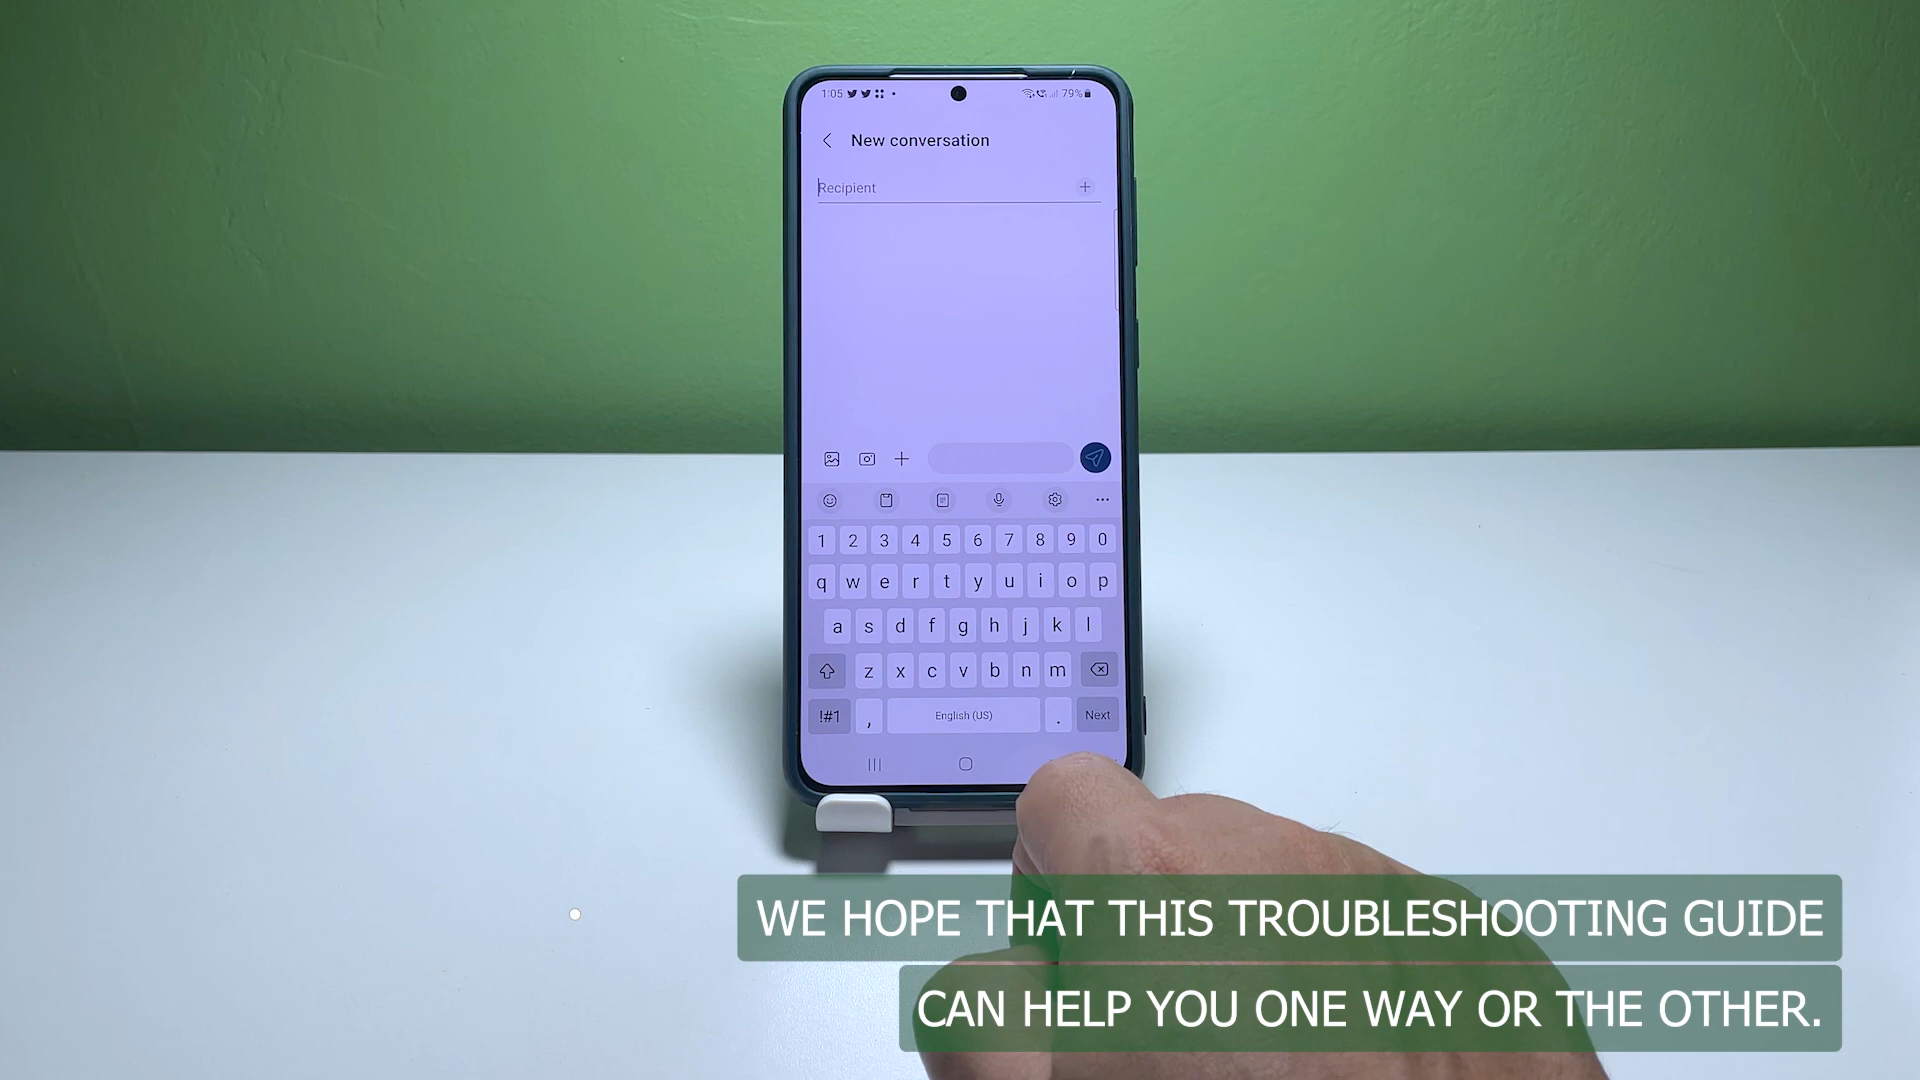 1:05
79%
New conversation
Recipient
1 2 3 4 5 6 7 8 9 0
q w e r t y u i o p
a s d f g h j k l
z x c v b n m
!#1 , English (US) . Next
WE HOPE THAT THIS TROUBLESHOOTING GUIDE
CAN HELP YOU ONE WAY OR THE OTHER.